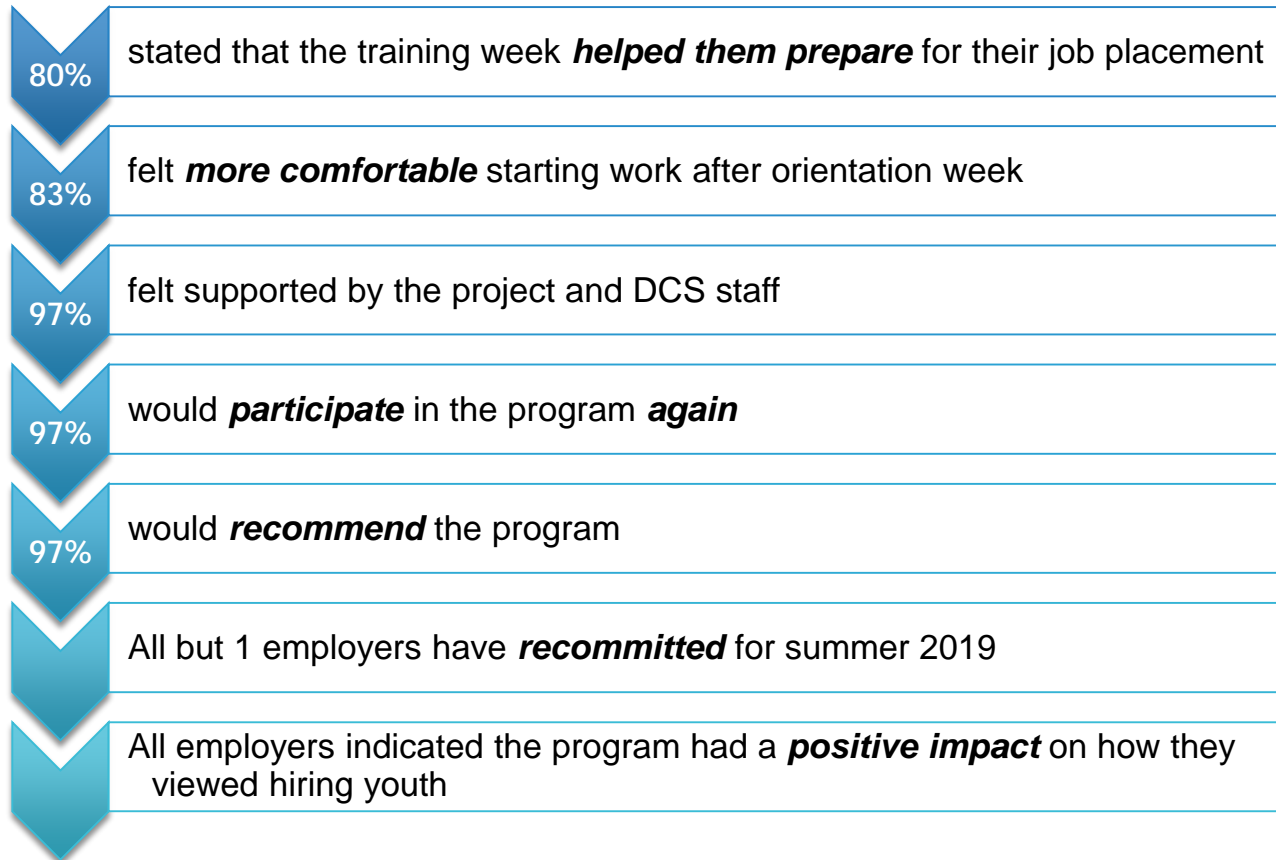 80%
stated that the training week helped them prepare for their job placement
83%
felt more comfortable starting work after orientation week
97%
felt supported by the project and DCS staff
97%
would participate in the program again
97%
would recommend the program
All but 1 employers have recommitted for summer 2019
All employers indicated the program had a positive impact on how they
viewed hiring youth